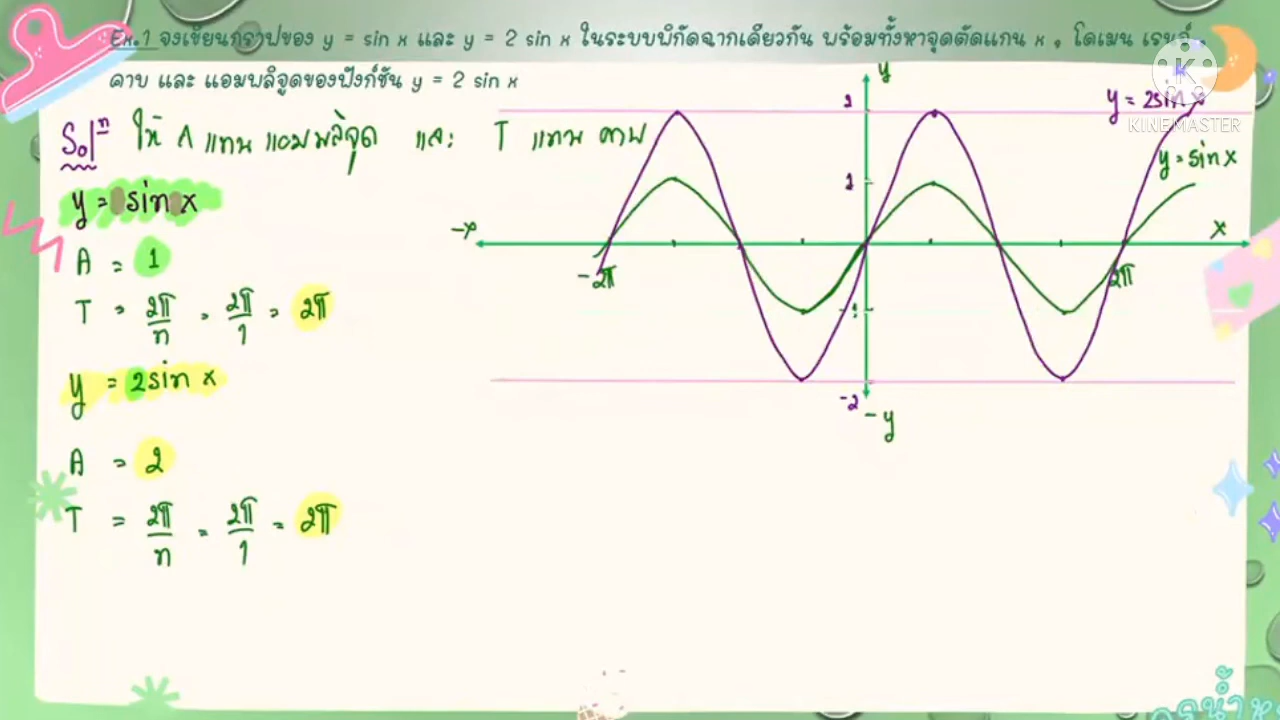 Ex.1 จงเขียนกราฟของ y = sin x และ y = 2 sin x ในระบบพิกัดฉากเดียวกัน พร้อมทั้งหาจุดตัดแกน x , โดเมน เรนจ์
คาบ และ แอมพลิจูดของฟังก์ชัน y = 2 sin x
Solⁿ ให้ A แทน แอมพลิจูด และ T แทน คาบ
y = sin x
A = 1
T = 2π/n = 2π/1 = 2π
y = 2sin x
A = 2
T = 2π/n = 2π/1 = 2π
y
y = 2sin x
KINEMASTER
y = sin x
-x
x
-2π
2π
-2
-y